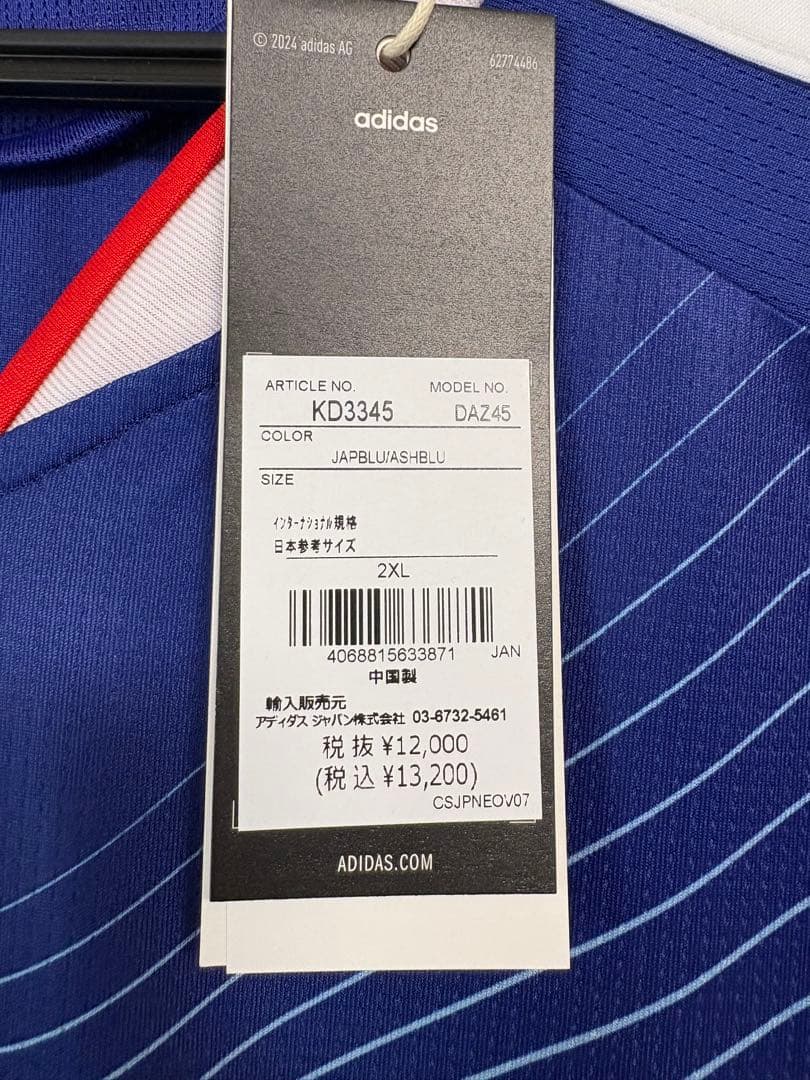 © 2024 adidas AG
62774486
adidas
ARTICLE NO. MODEL NO.
KD3345 DAZ45
COLOR
JAPBLU/ASHBLU
SIZE
ｲﾝﾀｰﾅｼｮﾅﾙ規格
日本参考サイズ
2XL
4068815633871 JAN
中国製
輸入販売元
アディダス ジャパン株式会社 03-6732-5461
税抜 ¥12,000
(税込 ¥13,200)
CSJPNEOV07
ADIDAS.COM